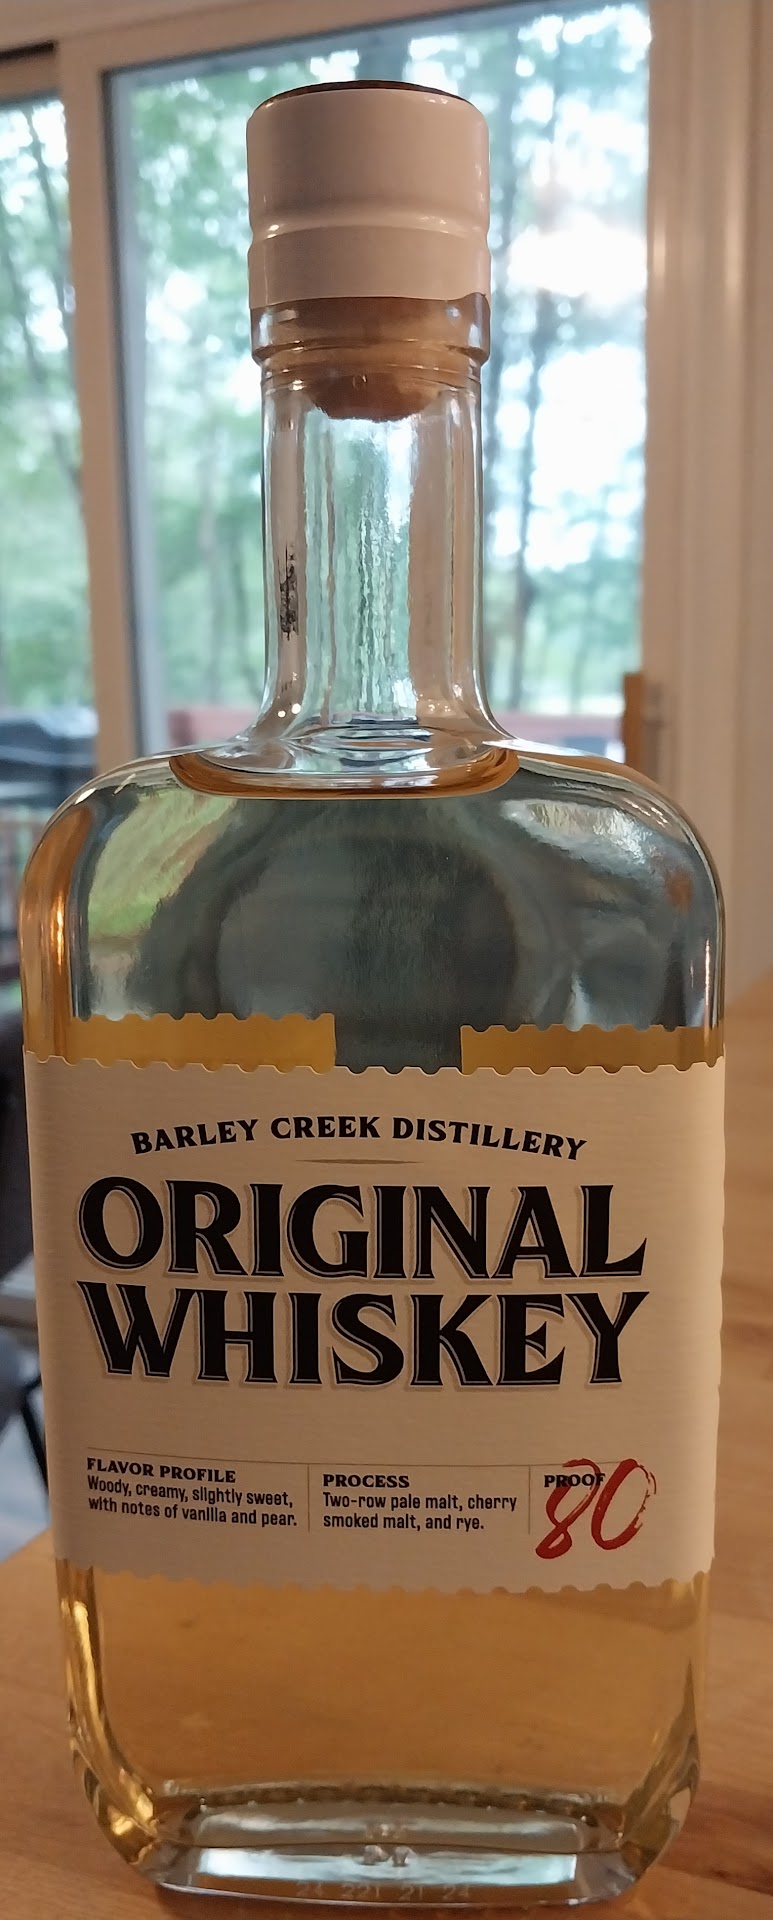 BARLEY CREEK DISTILLERY
ORIGINAL
WHISKEY
FLAVOR PROFILE
Woody, creamy, slightly sweet,
with notes of vanilla and pear.
PROCESS
Two-row pale malt, cherry
smoked malt, and rye.
PROOF
80